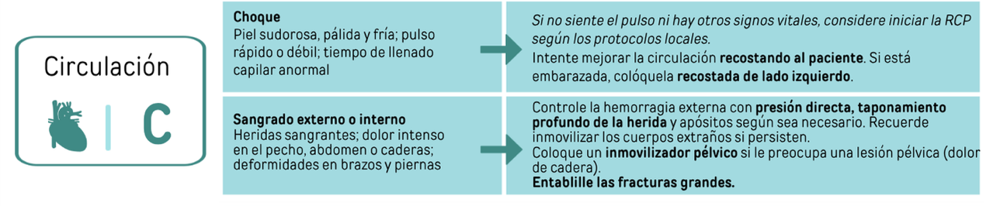 Circulación
C
Choque
Piel sudorosa, pálida y fría; pulso
rápido o débil; tiempo de llenado
capilar anormal
Si no siente el pulso ni hay otros signos vitales, considere iniciar la RCP
según los protocolos locales.
Intente mejorar la circulación recostando al paciente. Si está
embarazada, colóquela recostada de lado izquierdo.
Sangrado externo o interno
Heridas sangrantes; dolor intenso
en el pecho, abdomen o caderas;
deformidades en brazos y piernas
Controle la hemorragia externa con presión directa, taponamiento
profundo de la herida y apósitos según sea necesario. Recuerde
inmovilizar los cuerpos extraños si persisten.
Coloque un inmovilizador pélvico si le preocupa una lesión pélvica (dolor
de cadera).
Entablille las fracturas grandes.